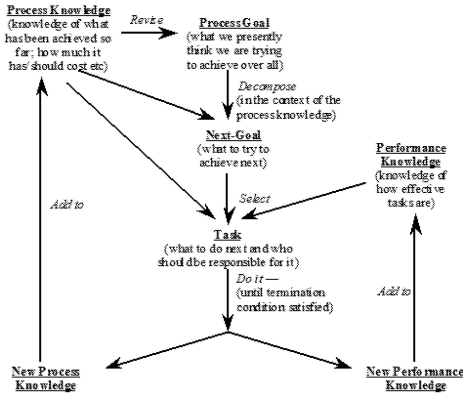 Process Knowledge
(knowledge of what
has been achieved so
far; how much it
has/should cost etc)
Revise
Process Goal
(what we presently
think we are trying
to achieve over all)
Decompose
(in the context of the
process knowledge)
Next-Goal
(what to try to
achieve next)
Performance
Knowledge
(knowledge of
how effective
tasks are)
Add to
Select
Task
(what to do next and who
should be responsible for it)
Do it —
(until termination
condition satisfied)
Add to
New Process
Knowledge
New Performance
Knowledge